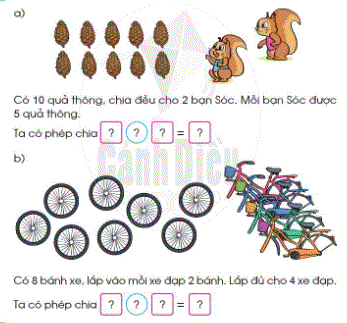 a)
Có 10 quả thông, chia đều cho 2 bạn Sóc. Mỗi bạn Sóc được
5 quả thông.
Ta có phép chia ? ? ? = ?
Cánh Diều
b)
Có 8 bánh xe, lắp vào mỗi xe đạp 2 bánh. Lắp đủ cho 4 xe đạp.
Ta có phép chia ? ? ? = ?